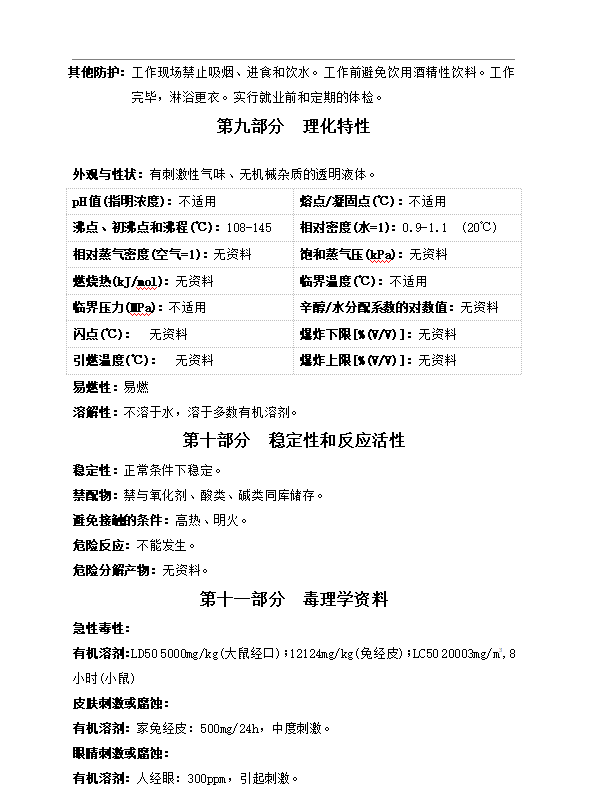 其他防护：工作现场禁止吸烟、进食和饮水。工作前避免饮用酒精性饮料。工作
完毕，淋浴更衣。实行就业前和定期的体检。
第九部分 理化特性
外观与性状：有刺激性气味、无机械杂质的透明液体。
pH值(指明浓度)：不适用 熔点/凝固点(℃)：不适用
沸点、初沸点和沸程(℃)：108-145 相对密度(水=1)：0.9-1.1 (20℃)
相对蒸气密度(空气=1)：无资料 饱和蒸气压(kPa)：无资料
燃烧热(kJ/mol)：无资料 临界温度(℃)：不适用
临界压力(MPa)：不适用 辛醇/水分配系数的对数值：无资料
闪点(℃)： 无资料 爆炸下限[%(V/V)]：无资料
引燃温度(℃)： 无资料 爆炸上限[%(V/V)]：无资料
易燃性：易燃
溶解性：不溶于水，溶于多数有机溶剂。
第十部分 稳定性和反应活性
稳定性：正常条件下稳定。
禁配物：禁与氧化剂、酸类、碱类同库储存。
避免接触的条件：高热、明火。
危险反应：不能发生。
危险分解产物：无资料。
第十一部分 毒理学资料
急性毒性：
有机溶剂:LD50 5000mg/kg(大鼠经口);12124mg/kg(兔经皮);LC50 20003mg/m³,8
小时(小鼠)
皮肤刺激或腐蚀：
有机溶剂：家兔经皮：500mg/24h，中度刺激。
眼睛刺激或腐蚀：
有机溶剂：人经眼：300ppm，引起刺激。